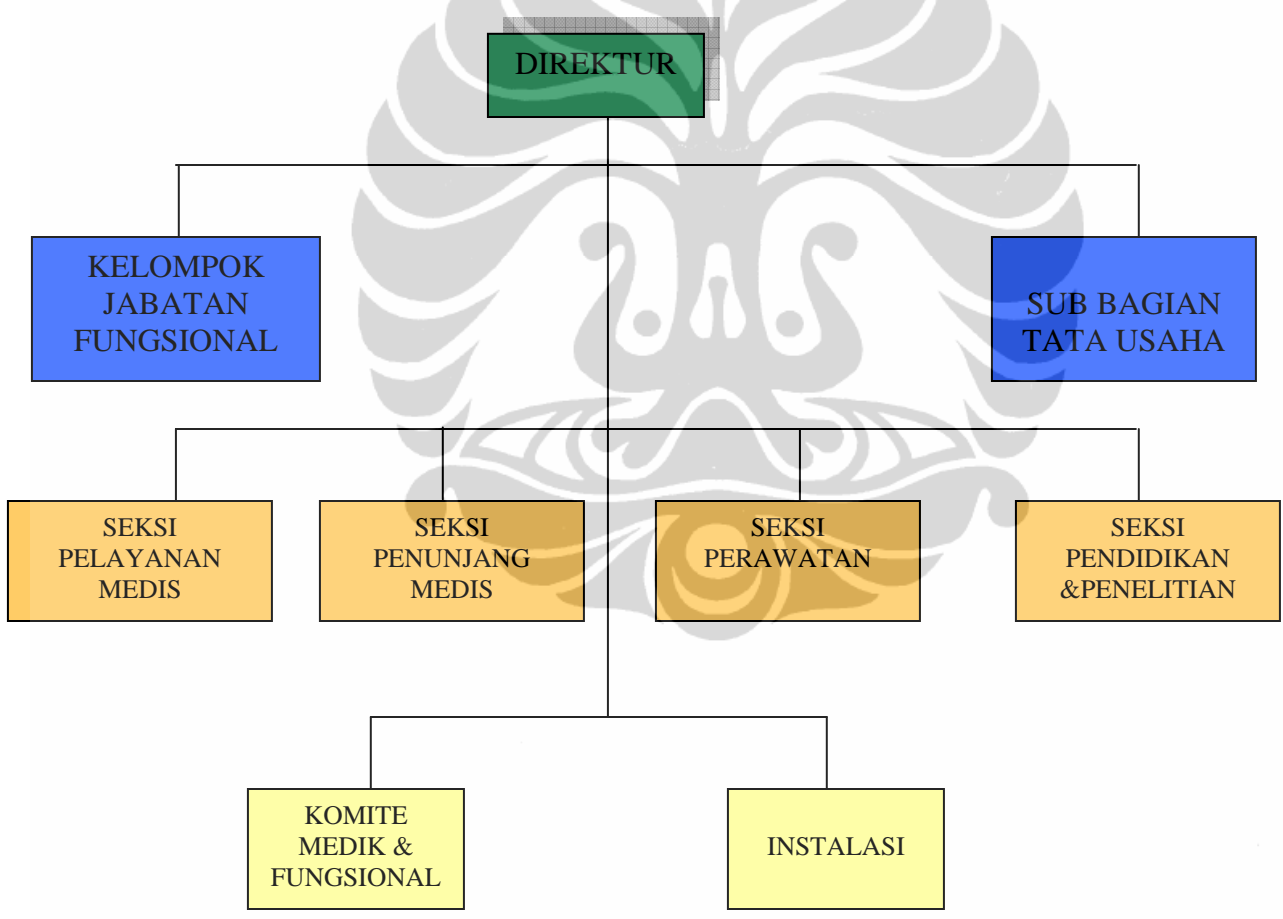 DIREKTUR
KELOMPOK
JABATAN
FUNGSIONAL
SUB BAGIAN
TATA USAHA
SEKSI
PELAYANAN
MEDIS
SEKSI
PENUNJANG
MEDIS
SEKSI
PERAWATAN
SEKSI
PENDIDIKAN
&PENELITIAN
KOMITE
MEDIK &
FUNGSIONAL
INSTALASI